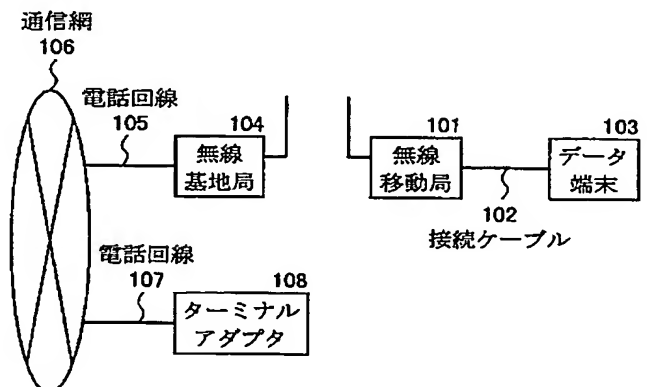 通信網
106
電話回線
105
104
無線
基地局
101
無線
移動局
102
接続ケーブル
103
データ
端末
電話回線
107
108
ターミナル
アダプタ